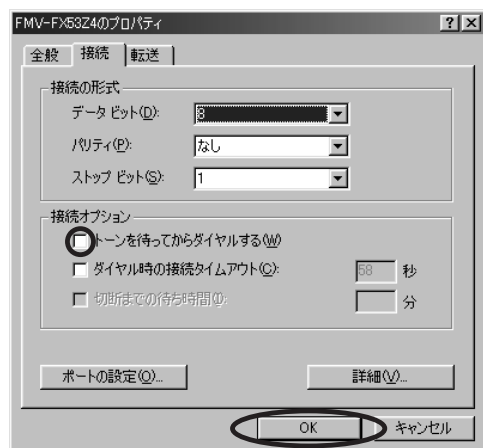 FMV-FX53Z4のプロパティ
全般 接続 転送
接続の形式
データ ビット(D): 8
パリティ(P): なし
ストップ ビット(S): 1
接続オプション
トーンを待ってからダイヤルする(W)
ダイヤル時の接続タイムアウト(C): 58 秒
切断までの待ち時間(I): 分
ポートの設定(O)... 詳細(V)...
OK キャンセル